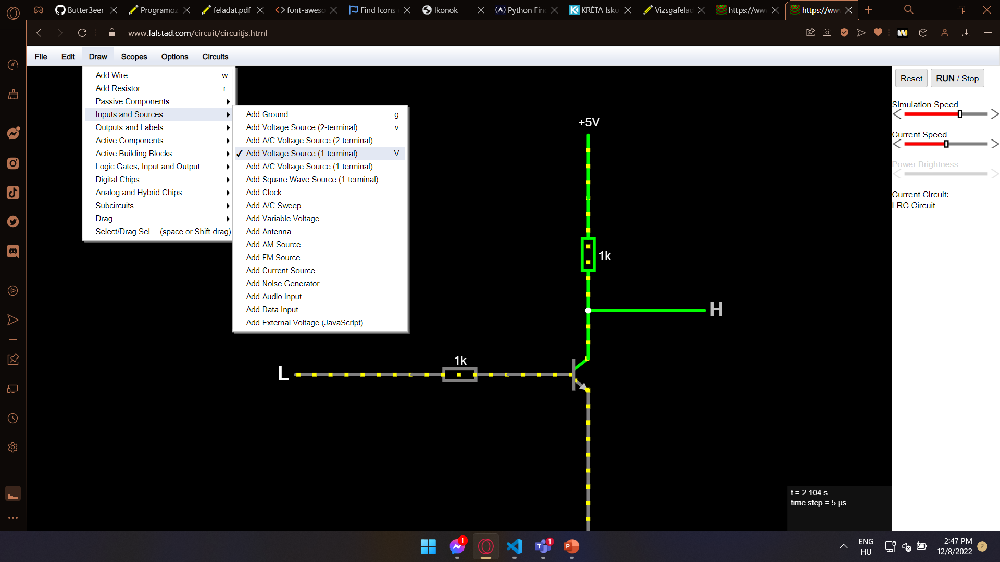 Butter3eer
Programoz
feladat.pdf
font-aweso
Find Icons
Ikonok
Python Fin
KRÉTA Isko
Vizsgafelad
https://ww
https://ww
www.falstad.com/circuit/circuitjs.html
File Edit Draw Scopes Options Circuits
Add Wire w
Add Resistor r
Passive Components
Inputs and Sources
Outputs and Labels
Active Components
Active Building Blocks
Logic Gates, Input and Output
Digital Chips
Analog and Hybrid Chips
Subcircuits
Drag
Select/Drag Sel (space or Shift-drag)
Add Ground g
Add Voltage Source (2-terminal) v
Add A/C Voltage Source (2-terminal)
✓ Add Voltage Source (1-terminal) V
Add A/C Voltage Source (1-terminal)
Add Square Wave Source (1-terminal)
Add Clock
Add A/C Sweep
Add Variable Voltage
Add Antenna
Add AM Source
Add FM Source
Add Current Source
Add Noise Generator
Add Audio Input
Add Data Input
Add External Voltage (JavaScript)
+5V
1k
H
1k
L
Reset RUN / Stop
Simulation Speed
Current Speed
Power Brightness
Current Circuit:
LRC Circuit
t = 2.104 s
time step = 5 µs
1
1
ENG
HU
2:47 PM
12/8/2022
2